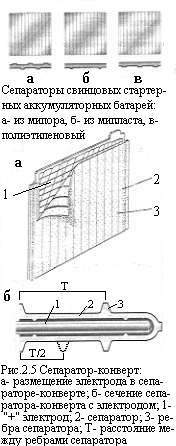 а
б
в
Сепараторы свинцовых стартер-
ных аккумуляторных батарей:
а- из мипора, б- из мипласта, в-
полиэтиленовый
а
1
2
3
б
T
1
2
3
T/2
Рис.2.5 Сепаратор-конверт:
а- размещение электрода в сепа-
раторе-конверте; б- сечение сепа-
ратора-конверта с электродом; 1-
"+" электрод; 2- сепаратор; 3- ре-
бра сепаратора; Т- расстояние ме-
жду ребрами сепаратора